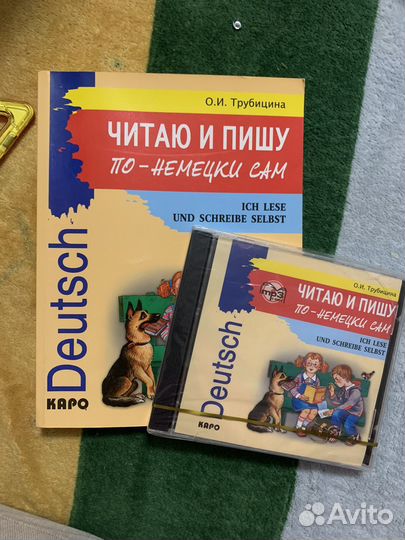 О.И. Трубицина
ЧИТАЮ И ПИШУ
ПО-НЕМЕЦКИ САМ
ICH LESE
UND SCHREIBE SELBST
Deutsch
КАРО
О.И. Трубицина
mp3
ЧИТАЮ И ПИШУ
ПО-НЕМЕЦКИ САМ
ICH LESE
UND SCHREIBE SELBST
Deutsch
КАРО
Avito